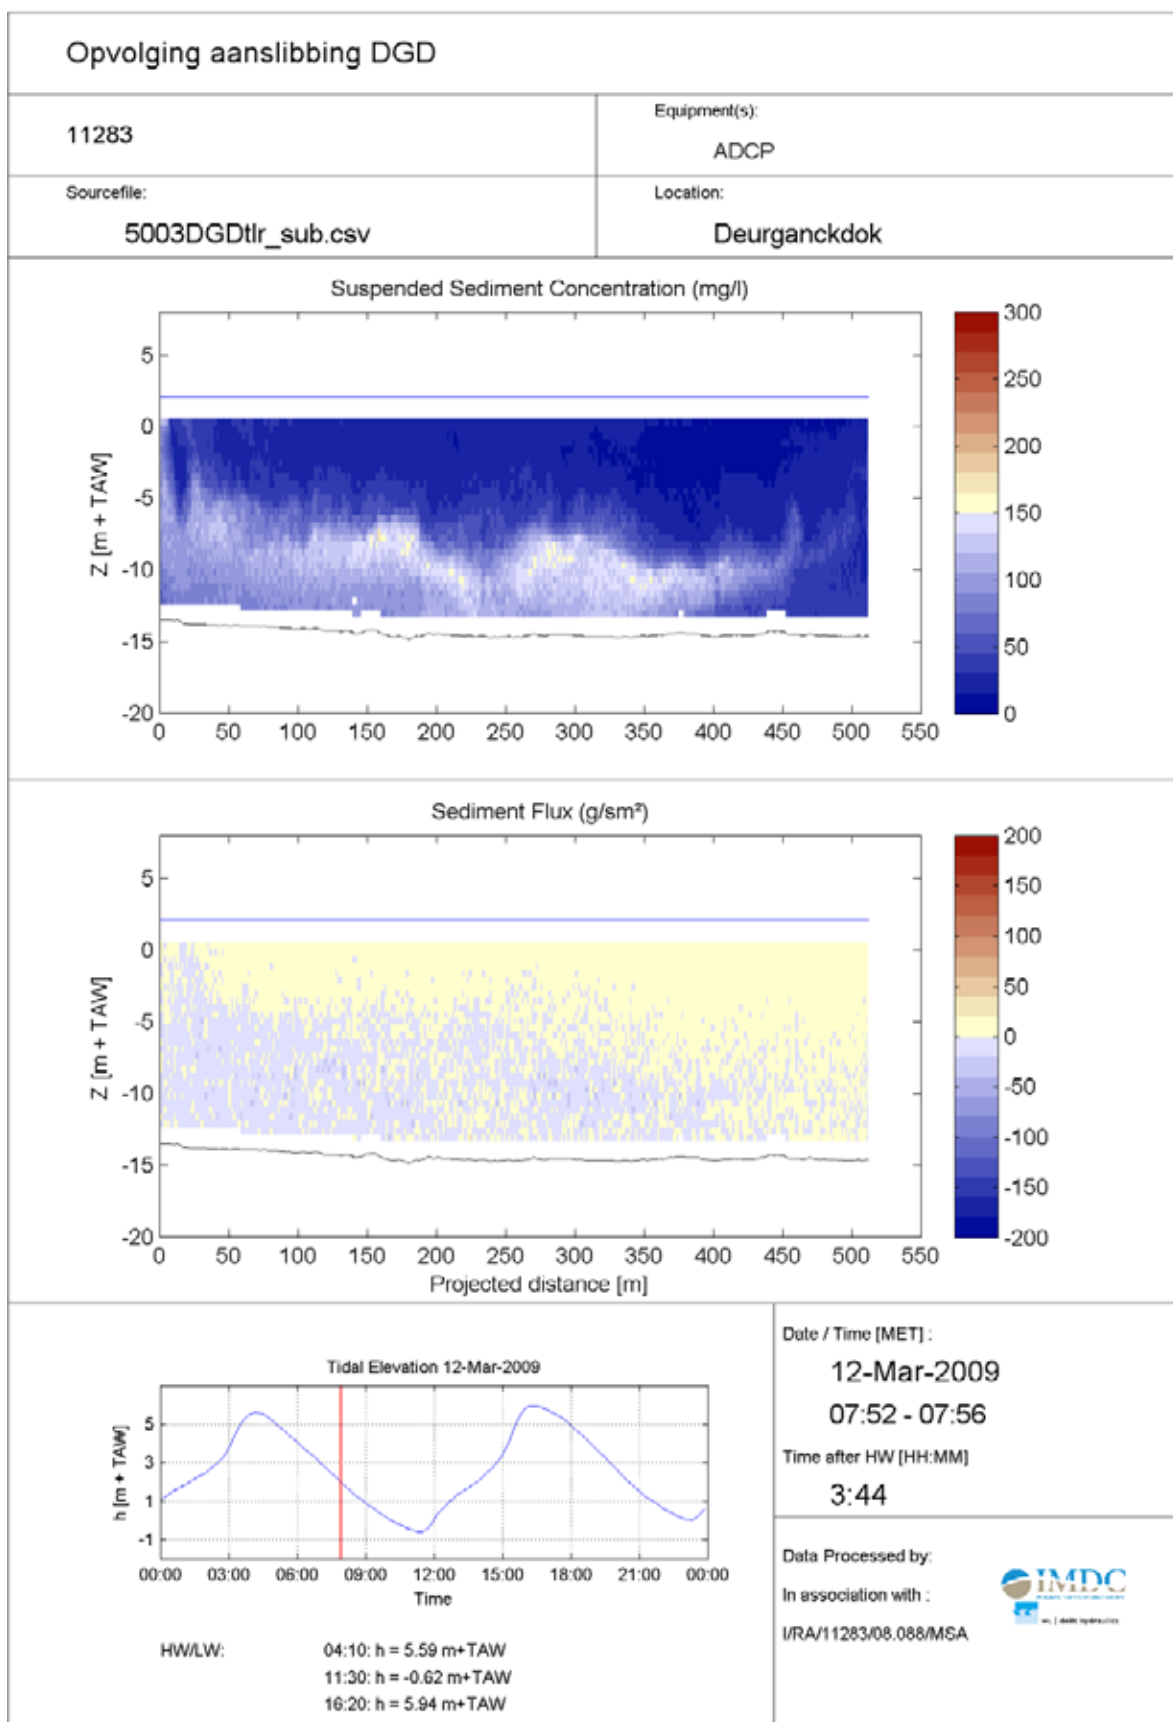 Opvolging aanslibbing DGD
11283
Equipment(s):
ADCP
Sourcefile:
5003DGDtlr_sub.csv
Location:
Deurganckdok
Suspended Sediment Concentration (mg/l)
5
0
-5
-10
-15
-20
Z [m + TAW]
0 50 100 150 200 250 300 350 400 450 500 550
300
250
200
150
100
50
0
Sediment Flux (g/sm²)
5
0
-5
-10
-15
-20
Z [m + TAW]
0 50 100 150 200 250 300 350 400 450 500 550
Projected distance [m]
200
150
100
50
0
-50
-100
-150
-200
Tidal Elevation 12-Mar-2009
5
3
1
-1
h [m + TAW]
00:00 03:00 06:00 09:00 12:00 15:00 18:00 21:00 00:00
Time
HW/LW:
04:10: h = 5.59 m+TAW
11:30: h = -0.62 m+TAW
16:20: h = 5.94 m+TAW
Date / Time [MET] :
12-Mar-2009
07:52 - 07:56
Time after HW [HH:MM]
3:44
Data Processed by:
In association with :
I/RA/11283/08.088/MSA
IMDC
wl | delft hydraulics